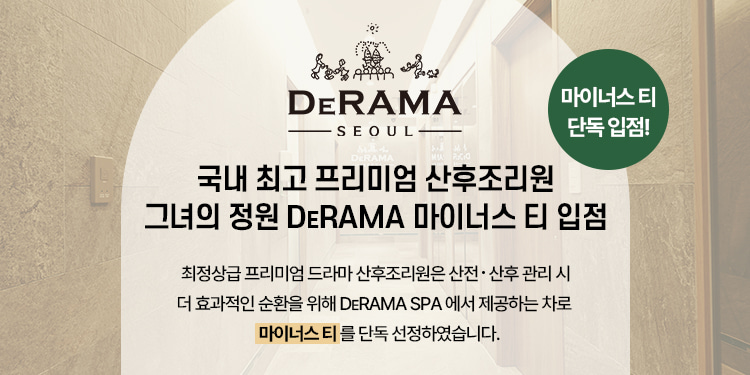 DERAMA
SEOUL
마이너스 티
단독 입점!
DERAMA
국내 최고 프리미엄 산후조리원
그녀의 정원 DERAMA 마이너스 티 입점
최정상급 프리미엄 드라마 산후조리원은 산전·산후 관리 시
더 효과적인 순환을 위해 DERAMA SPA 에서 제공하는 차로
마이너스 티를 단독 선정하였습니다.